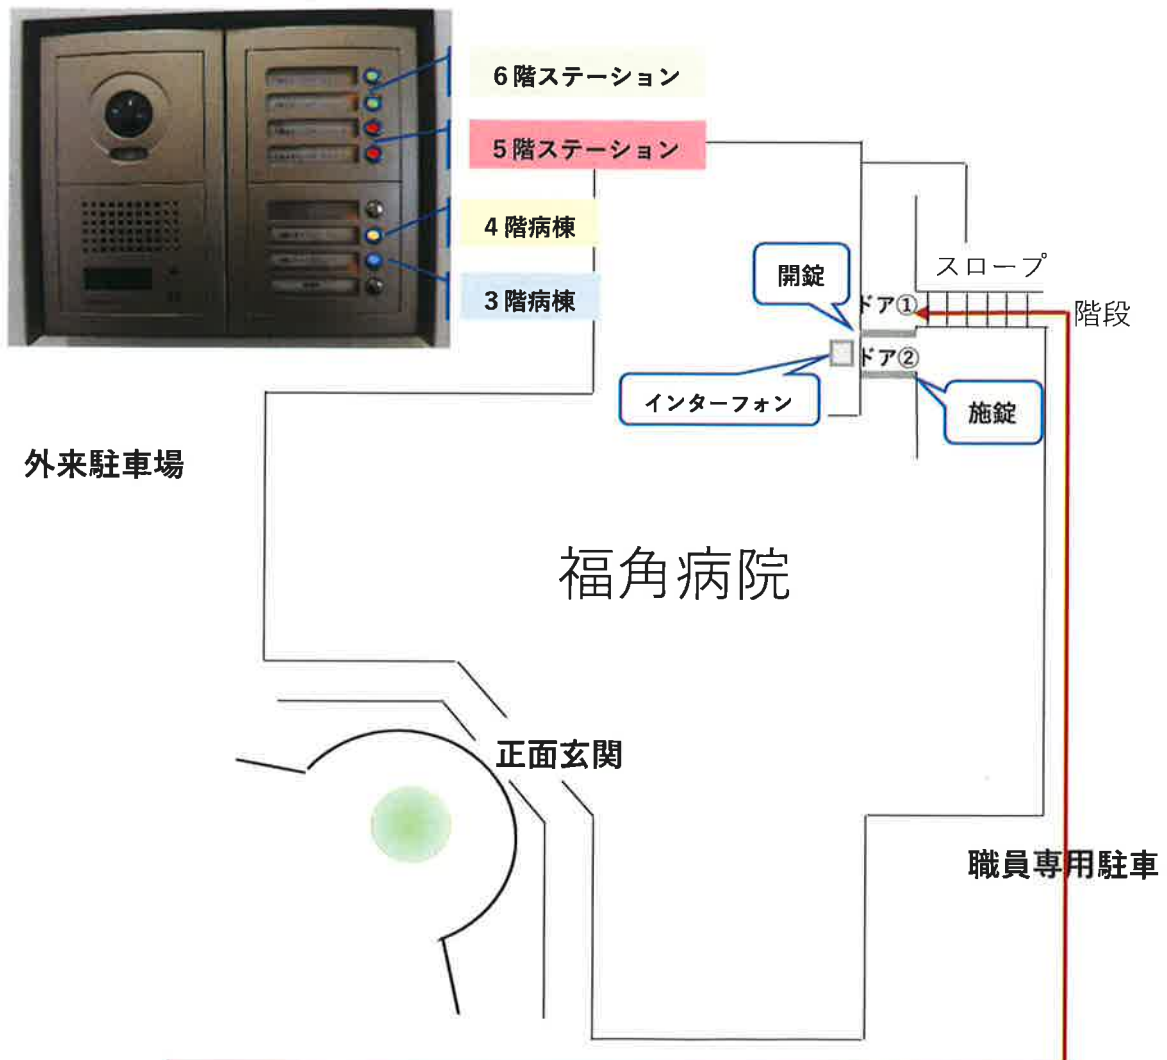 6階ステーション
5階ステーション
4階病棟
3階病棟
開錠
スロープ
ドア①
階段
ドア②
インターフォン
施錠
外来駐車場
福角病院
正面玄関
職員専用駐車